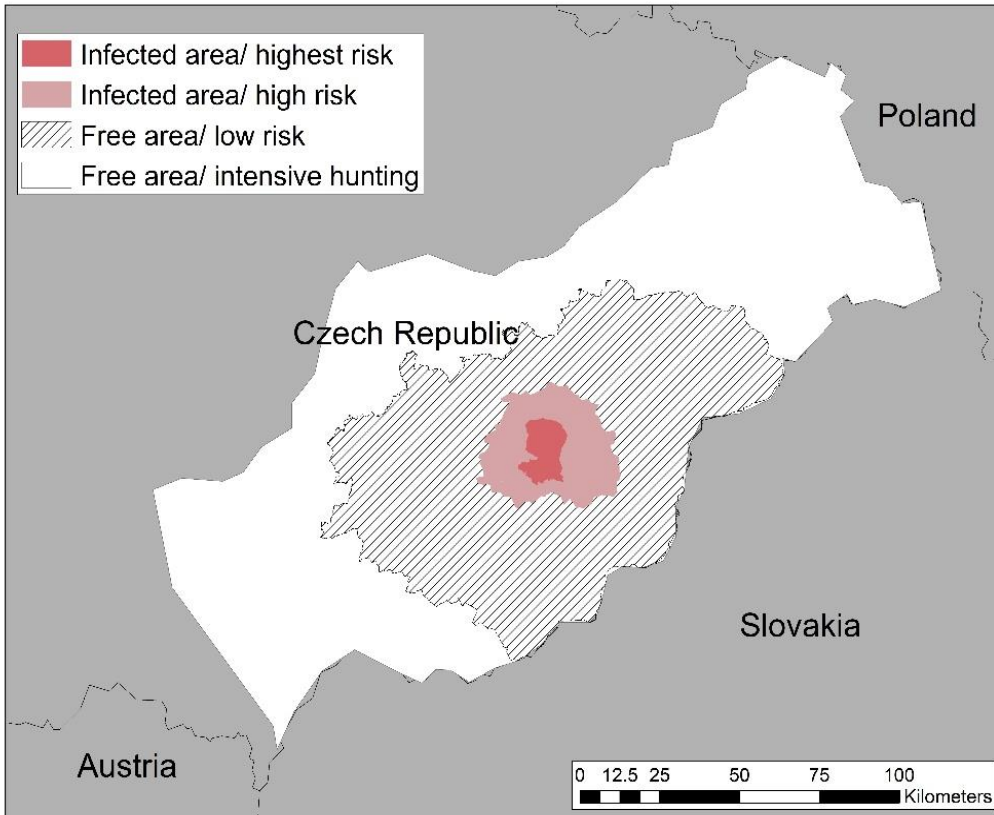 Infected area/ highest risk
Infected area/ high risk
Free area/ low risk
Free area/ intensive hunting
Poland
Czech Republic
Slovakia
Austria
0 12.5 25 50 75 100
Kilometers